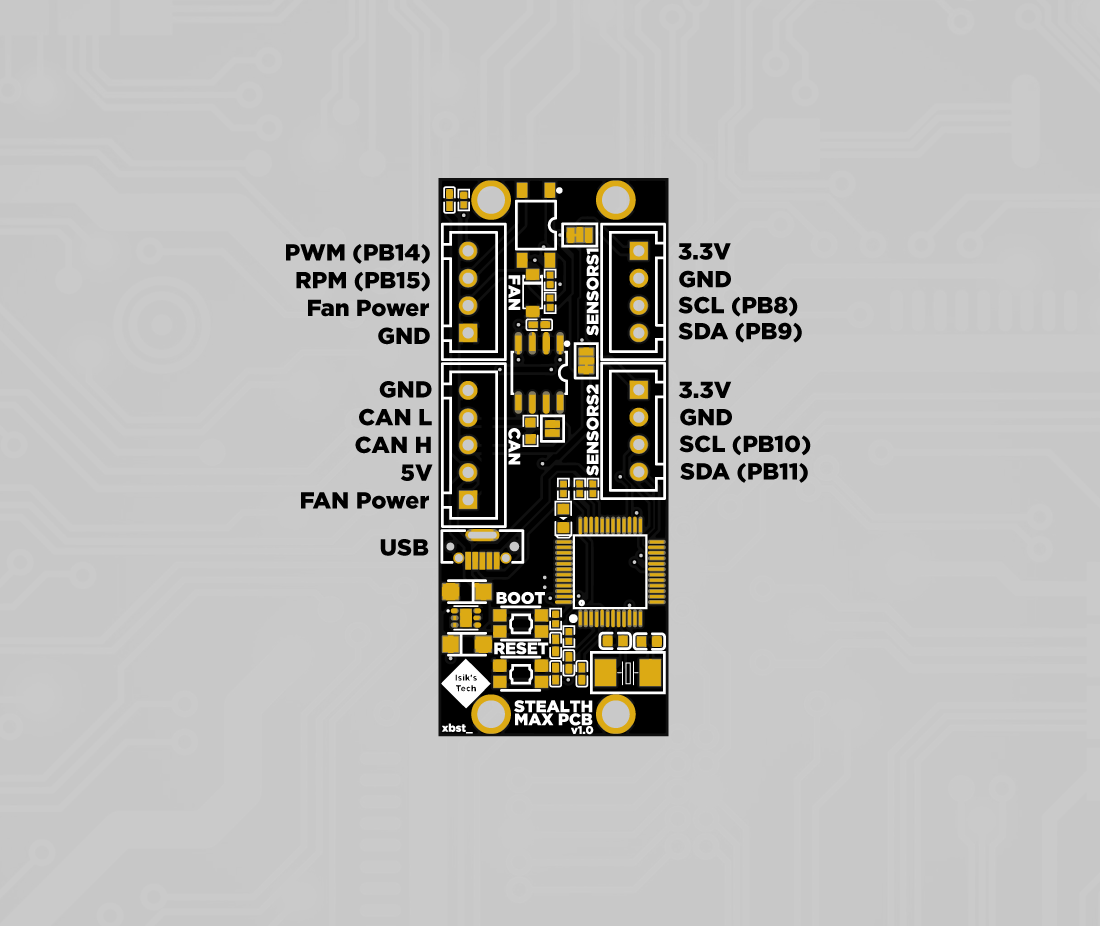 PWM (PB14)
RPM (PB15)
Fan Power
GND
GND
CAN L
CAN H
5V
FAN Power
USB
FAN
CAN
SENSORS1
SENSORS2
3.3V
GND
SCL (PB8)
SDA (PB9)
3.3V
GND
SCL (PB10)
SDA (PB11)
BOOT
RESET
Isik's
Tech
xbst_
STEALTH
MAX PCB
v1.0